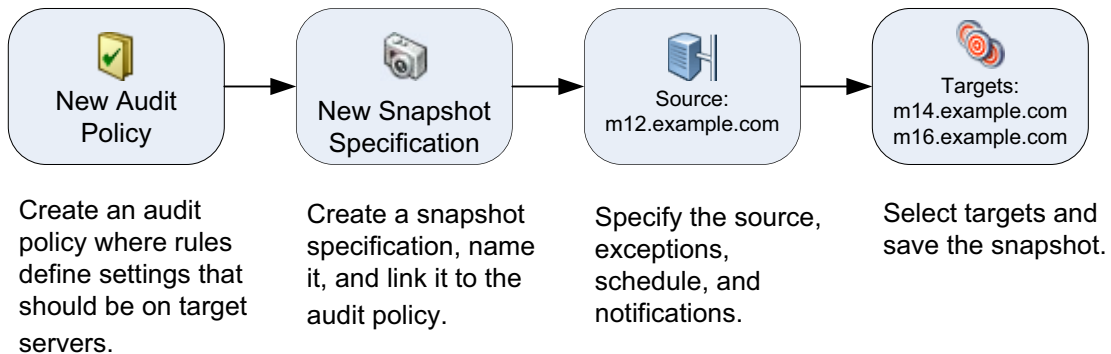 New Audit
Policy
New Snapshot
Specification
Source:
m12.example.com
Targets:
m14.example.com
m16.example.com
Create an audit
policy where rules
define settings that
should be on target
servers.
Create a snapshot
specification, name
it, and link it to the
audit policy.
Specify the source,
exceptions,
schedule, and
notifications.
Select targets and
save the snapshot.